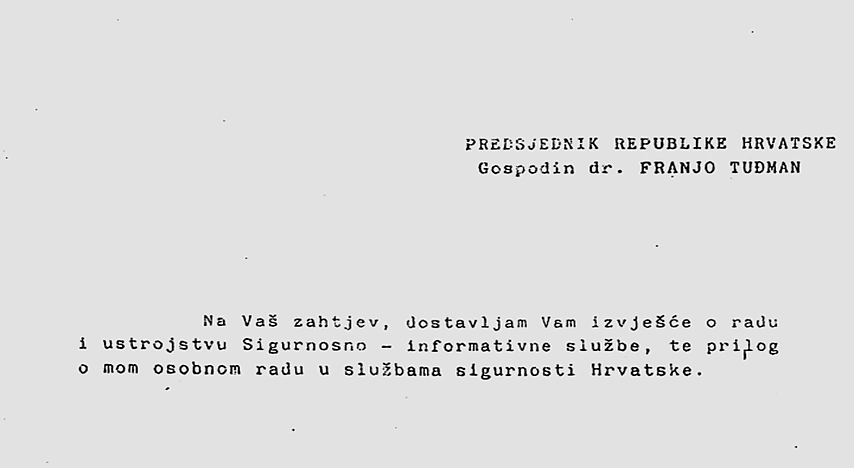 PREDSJEDNIK REPUBLIKE HRVATSKE
Gospodin dr. FRANJO TUĐMAN
Na Vaš zahtjev, dostavljam Vam izvješće o radu
i ustrojstvu Sigurnosno - informativne službe, te prilog
o mom osobnom radu u službama sigurnosti Hrvatske.